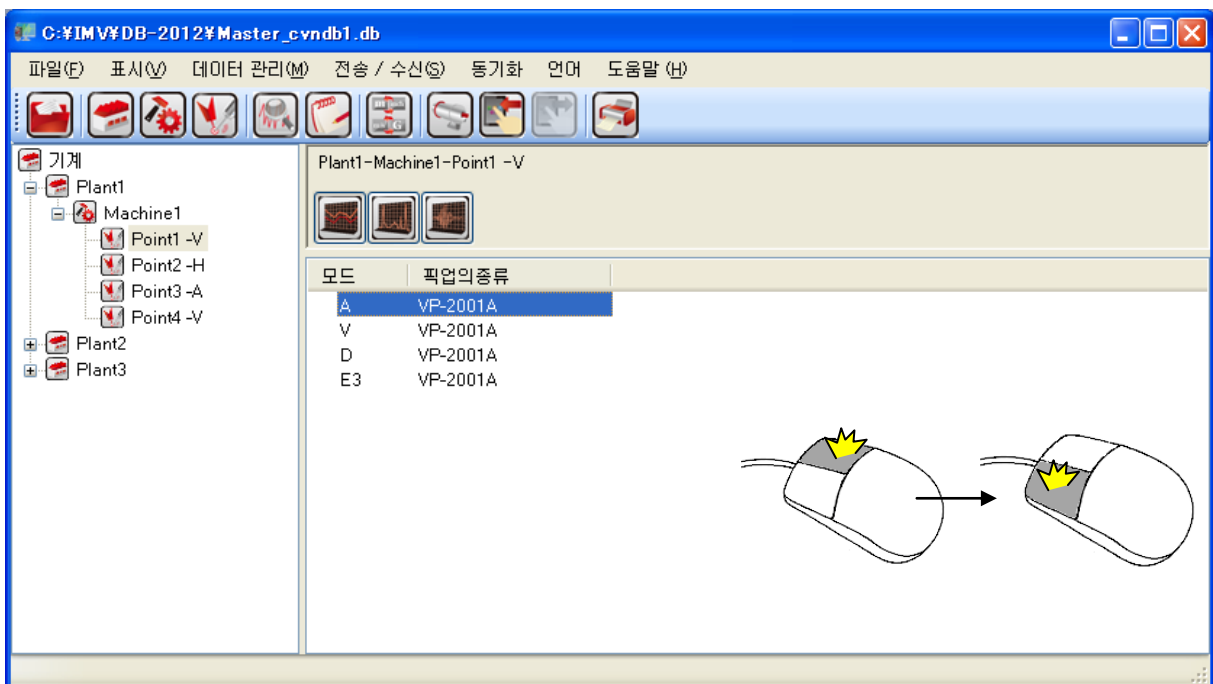 C:¥IMV¥DB-2012¥Master_cvndb1.db
파일(F) 표시(V) 데이터 관리(M) 전송 / 수신(S) 동기화 언어 도움말 (H)
기계
Plant1
Machine1
Point1 -V
Point2 -H
Point3 -A
Point4 -V
Plant2
Plant3
Plant1-Machine1-Point1 -V
모드 픽업의종류
A VP-2001A
V VP-2001A
D VP-2001A
E3 VP-2001A